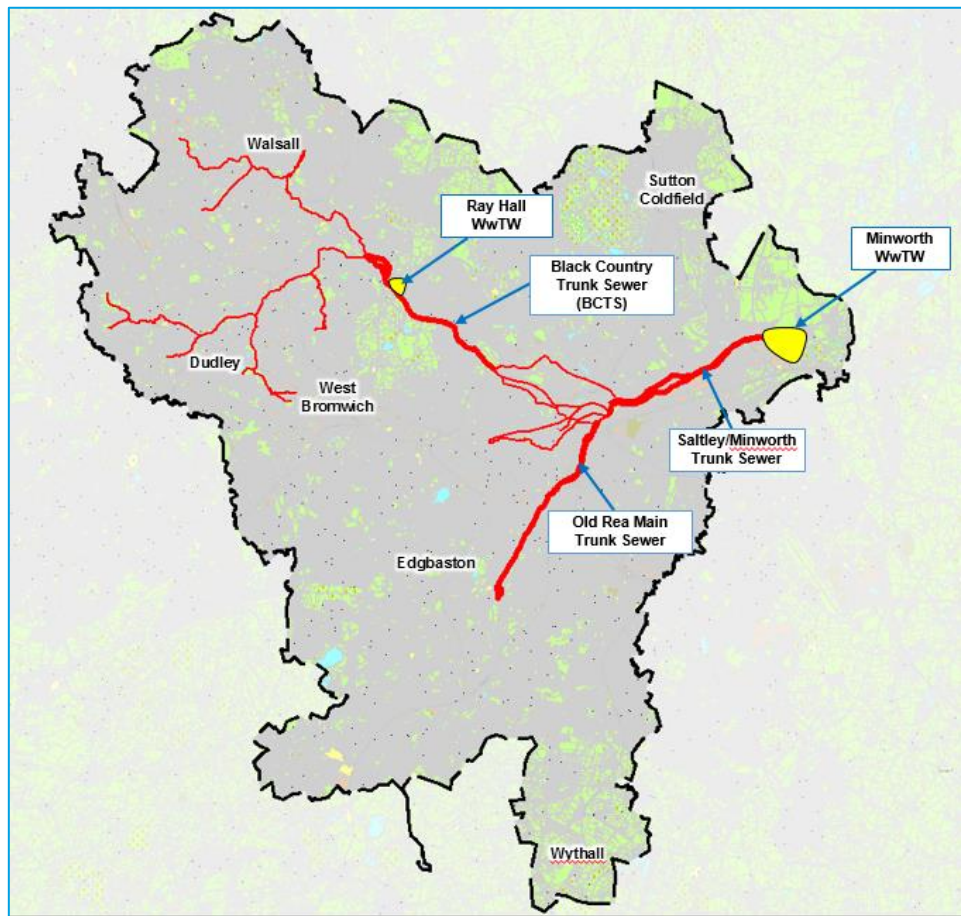 Walsall
Sutton
Coldfield
Ray Hall
WwTW
Minworth
WwTW
Black Country
Trunk Sewer
(BCTS)
Dudley
West
Bromwich
Saltley/Minworth
Trunk Sewer
Old Rea Main
Trunk Sewer
Edgbaston
Wythall